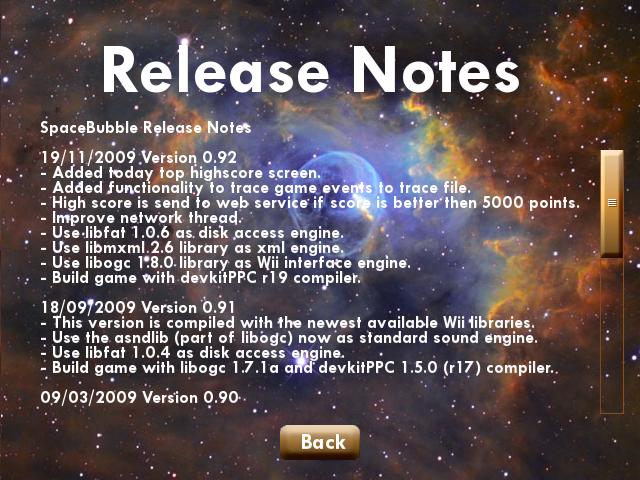 Release Notes
SpaceBubble Release Notes
19/11/2009 Version 0.92
- Added today top highscore screen.
- Added functionality to trace game events to trace file.
- High score is send to web service if score is better then 5000 points.
- Improve network thread.
- Use libfat 1.0.6 as disk access engine.
- Use libmxml 2.6 library as xml engine.
- Use libogc 1.8.0 library as Wii interface engine.
- Build game with devkitPPC r19 compiler.
18/09/2009 Version 0.91
- This version is compiled with the newest available Wii libraries.
- Use the asndlib (part of libogc) now as standard sound engine.
- Use libfat 1.0.4 as disk access engine.
- Build game with libogc 1.7.1a and devkitPPC 1.5.0 (r17) compiler.
09/03/2009 Version 0.90
Back